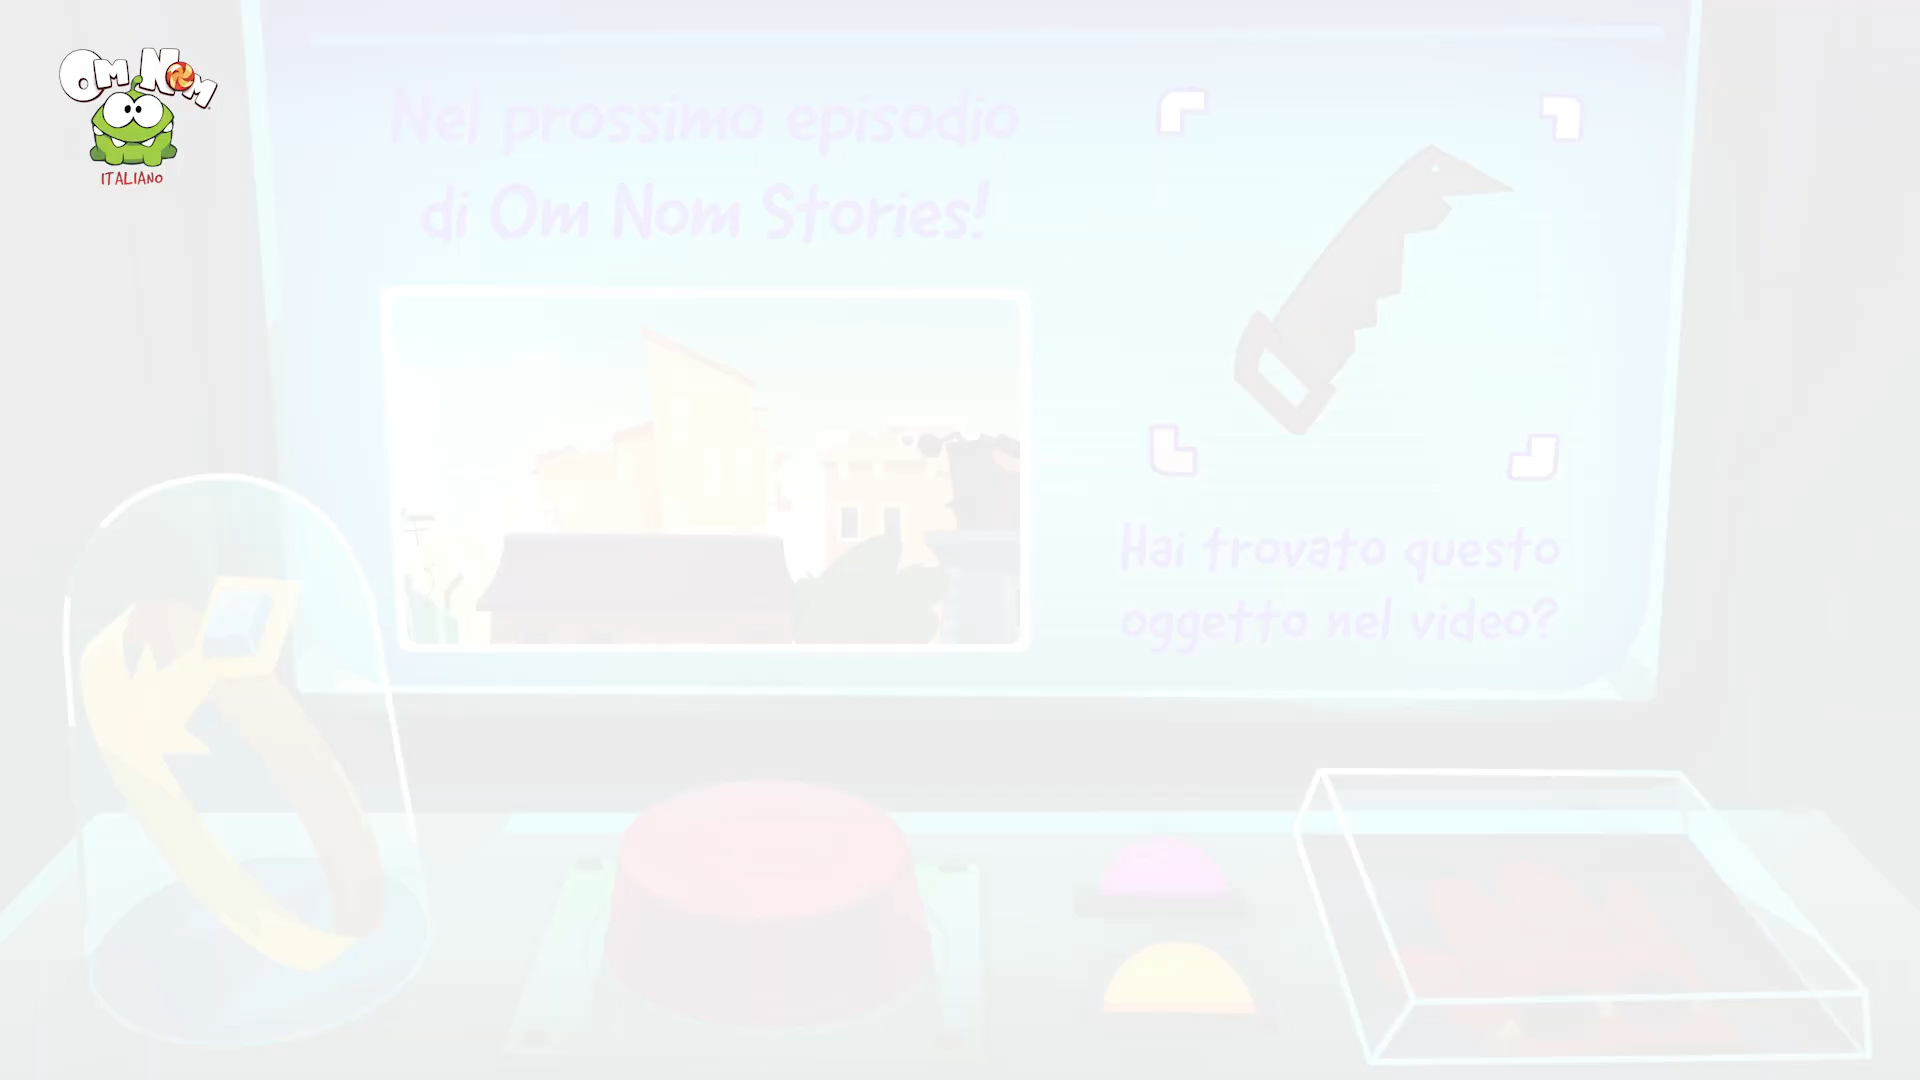 OM NOM
ITALIANO
Nel prossimo episodio
di Om Nom Stories!
Hai trovato questo
oggetto nel video?